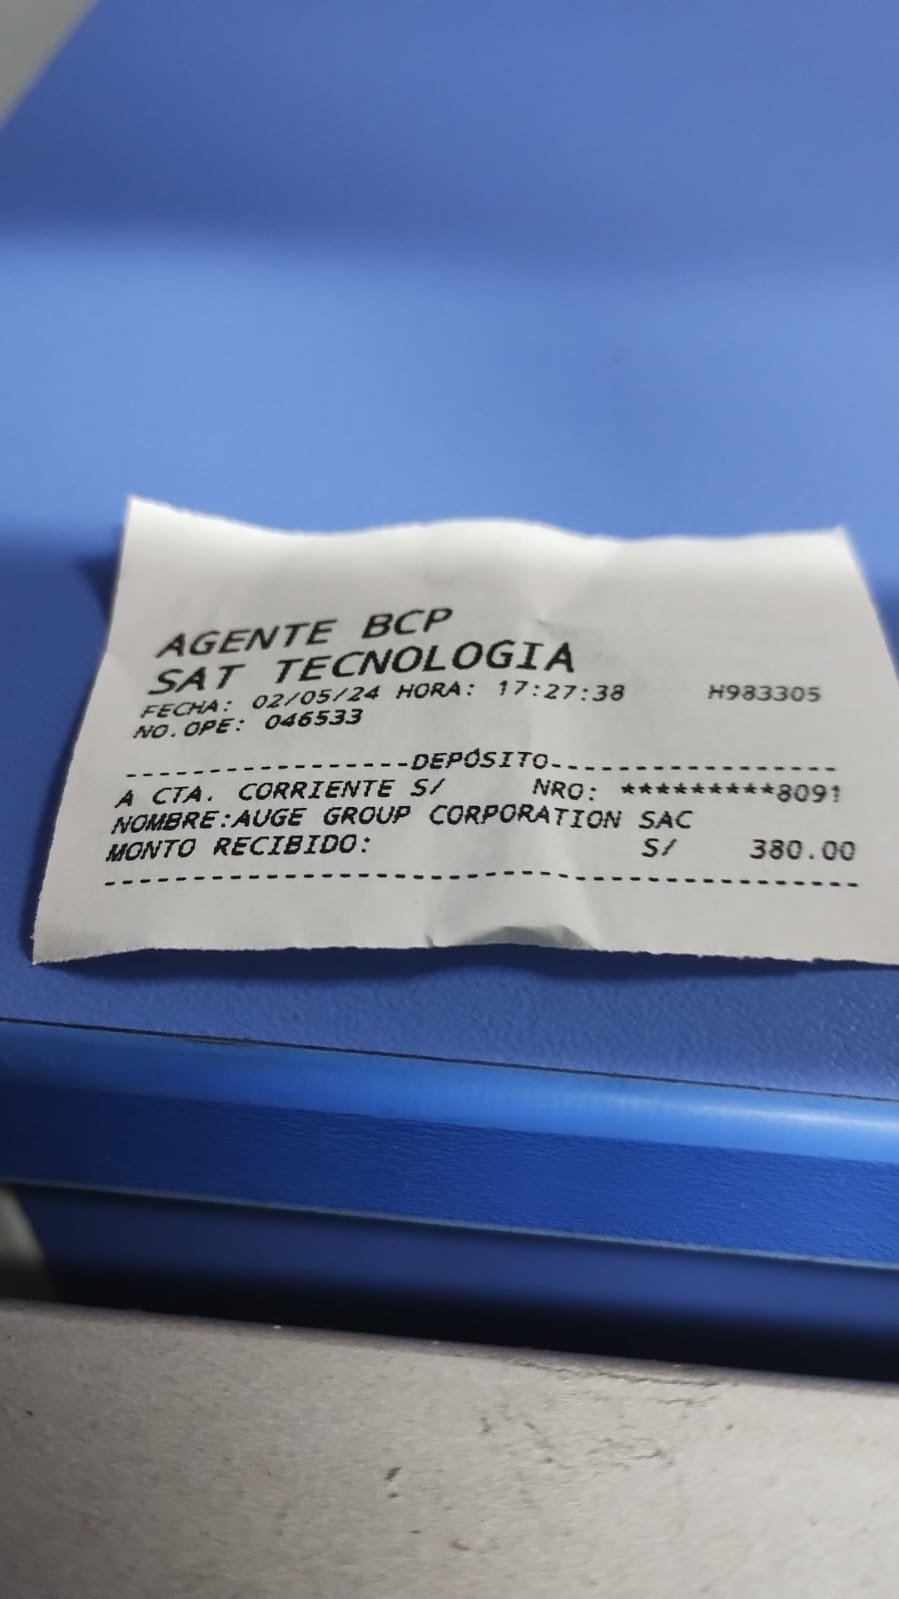 AGENTE BCP
SAT TECNOLOGIA
FECHA: 02/05/24 HORA: 17:27:38 H983305
NO.OPE: 046533
-----------------DEPÓSITO------------------
A CTA. CORRIENTE S/ NRO: *********8091
NOMBRE:AUGE GROUP CORPORATION SAC
MONTO RECIBIDO: S/ 380.00